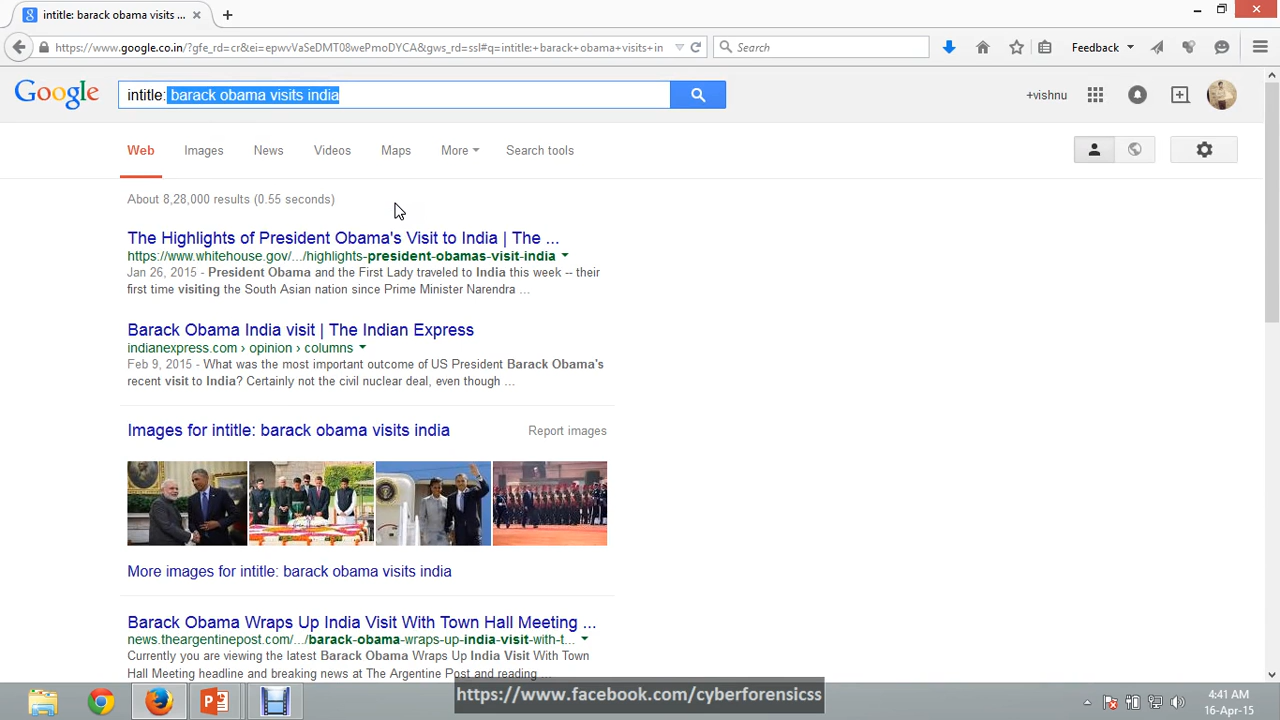 intitle: barack obama visits ...
https://www.google.co.in/?gfe_rd=cr&ei=epwvVaSeDMT08wePmoDYCA&gws_rd=ssl#q=intitle:+barack+obama+visits+in
Search
Feedback
Google
intitle: barack obama visits india
+vishnu
Web Images News Videos Maps More Search tools
About 8,28,000 results (0.55 seconds)
The Highlights of President Obama's Visit to India | The ...
https://www.whitehouse.gov/.../highlights-president-obamas-visit-india
Jan 26, 2015 - President Obama and the First Lady traveled to India this week -- their
first time visiting the South Asian nation since Prime Minister Narendra ...
Barack Obama India visit | The Indian Express
indianexpress.com › opinion › columns
Feb 9, 2015 - What was the most important outcome of US President Barack Obama's
recent visit to India? Certainly not the civil nuclear deal, even though ...
Images for intitle: barack obama visits india
Report images
More images for intitle: barack obama visits india
Barack Obama Wraps Up India Visit With Town Hall Meeting ...
news.theargentinepost.com/.../barack-obama-wraps-up-india-visit-with-t...
Currently you are viewing the latest Barack Obama Wraps Up India Visit With Town
Hall Meeting headline and breaking news at The Argentine Post and reading ...
https://www.facebook.com/cyberforensicss
4:41 AM
16-Apr-15